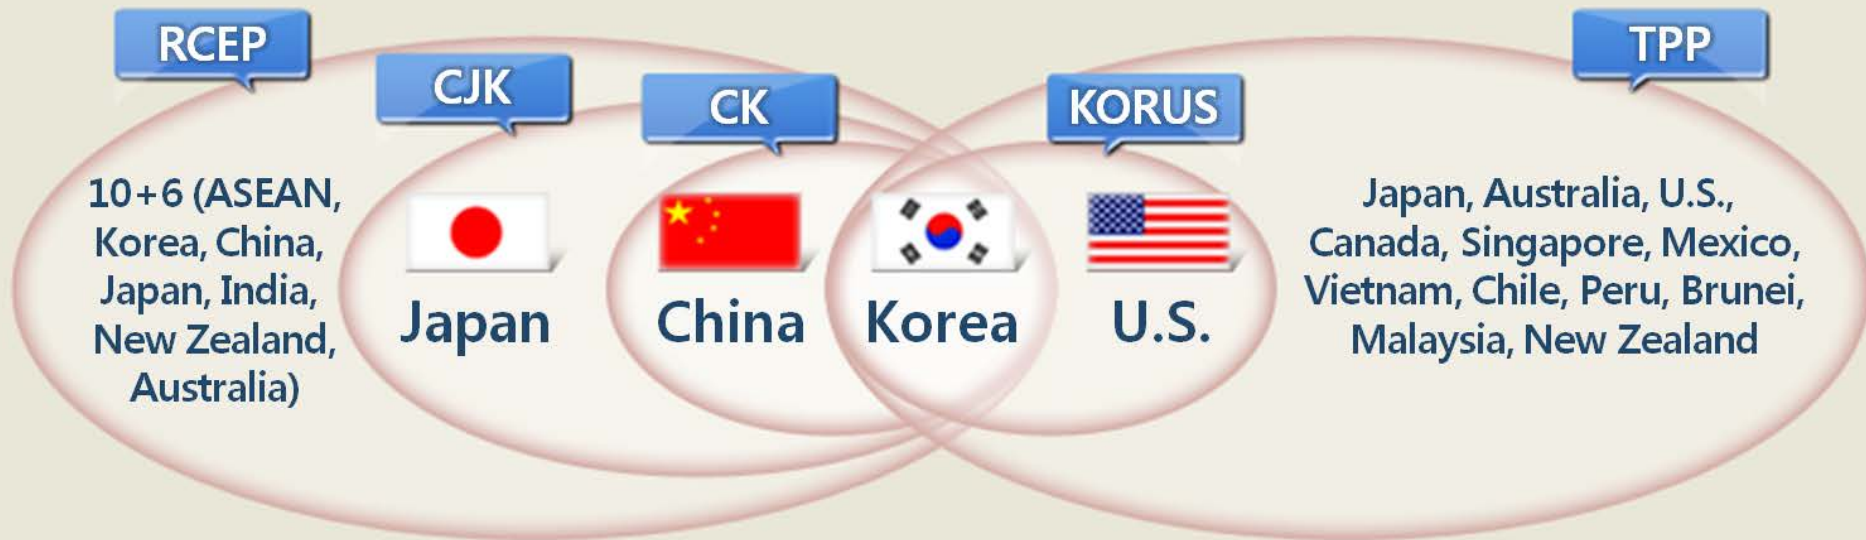 RCEP
CJK
CK
KORUS
TPP
10+6 (ASEAN,
Korea, China,
Japan, India,
New Zealand,
Australia)
Japan
China
Korea
U.S.
Japan, Australia, U.S.,
Canada, Singapore, Mexico,
Vietnam, Chile, Peru, Brunei,
Malaysia, New Zealand